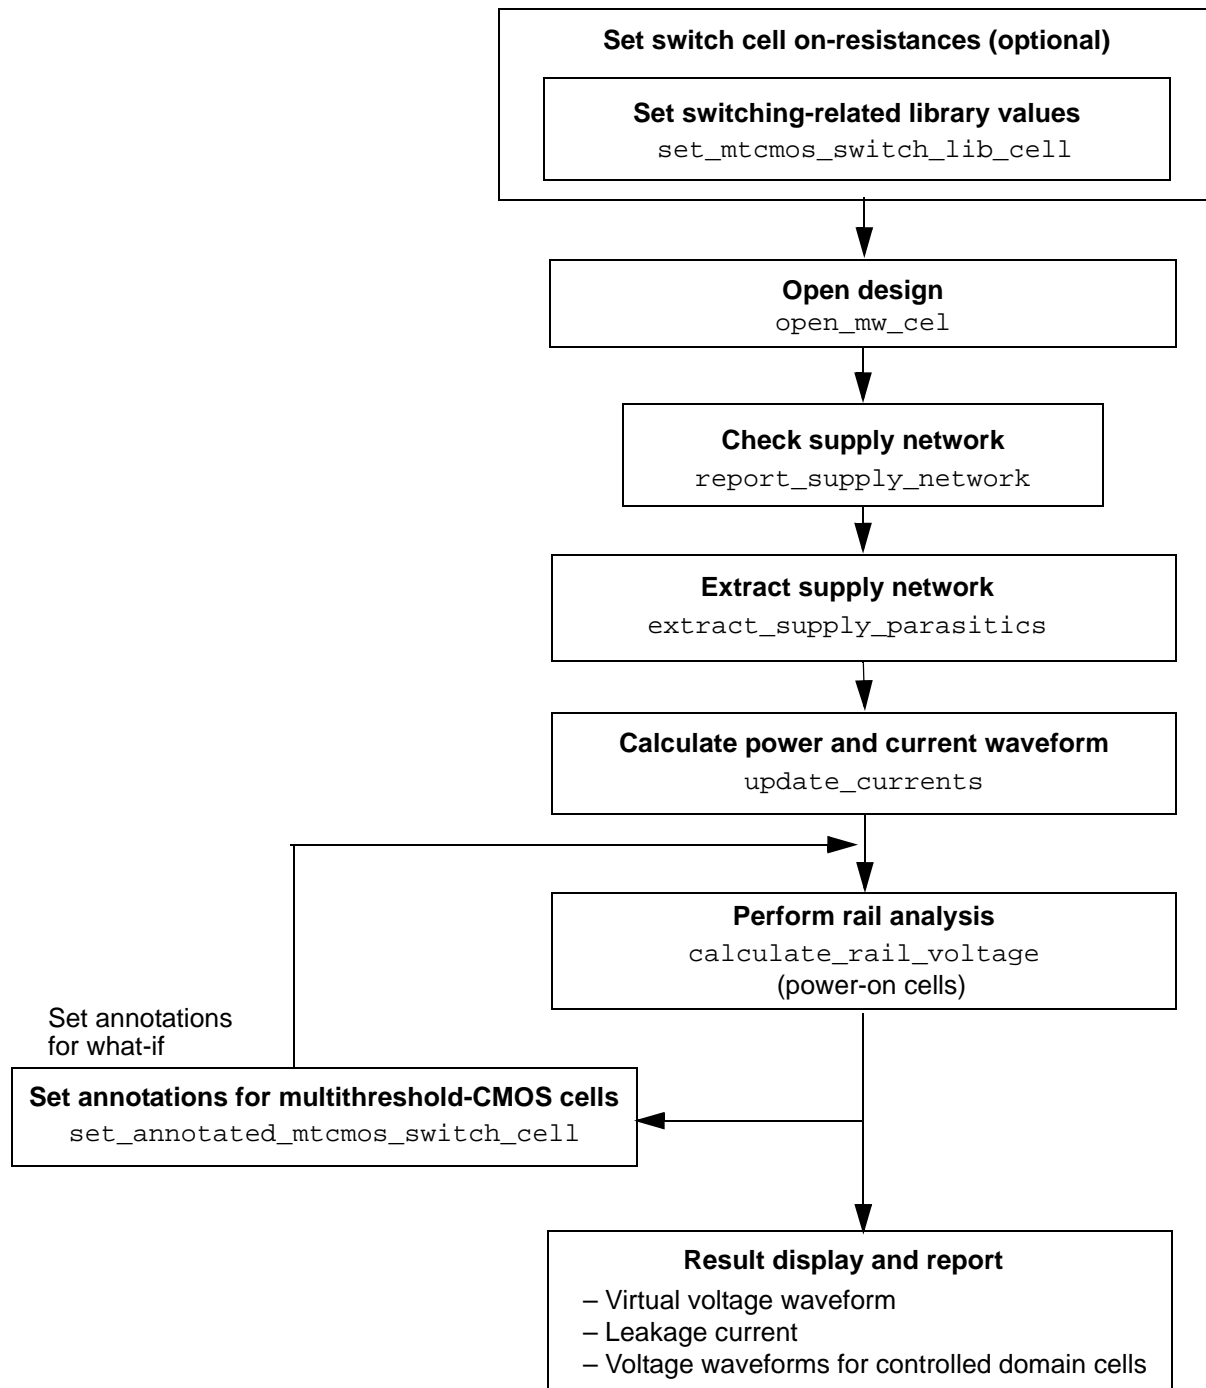 Set switch cell on-resistances (optional)
Set switching-related library values
set_mtcmos_switch_lib_cell
Open design
open_mw_cel
Check supply network
report_supply_network
Extract supply network
extract_supply_parasitics
Calculate power and current waveform
update_currents
Perform rail analysis
calculate_rail_voltage
(power-on cells)
Set annotations
for what-if
Set annotations for multithreshold-CMOS cells
set_annotated_mtcmos_switch_cell
Result display and report
– Virtual voltage waveform
– Leakage current
– Voltage waveforms for controlled domain cells